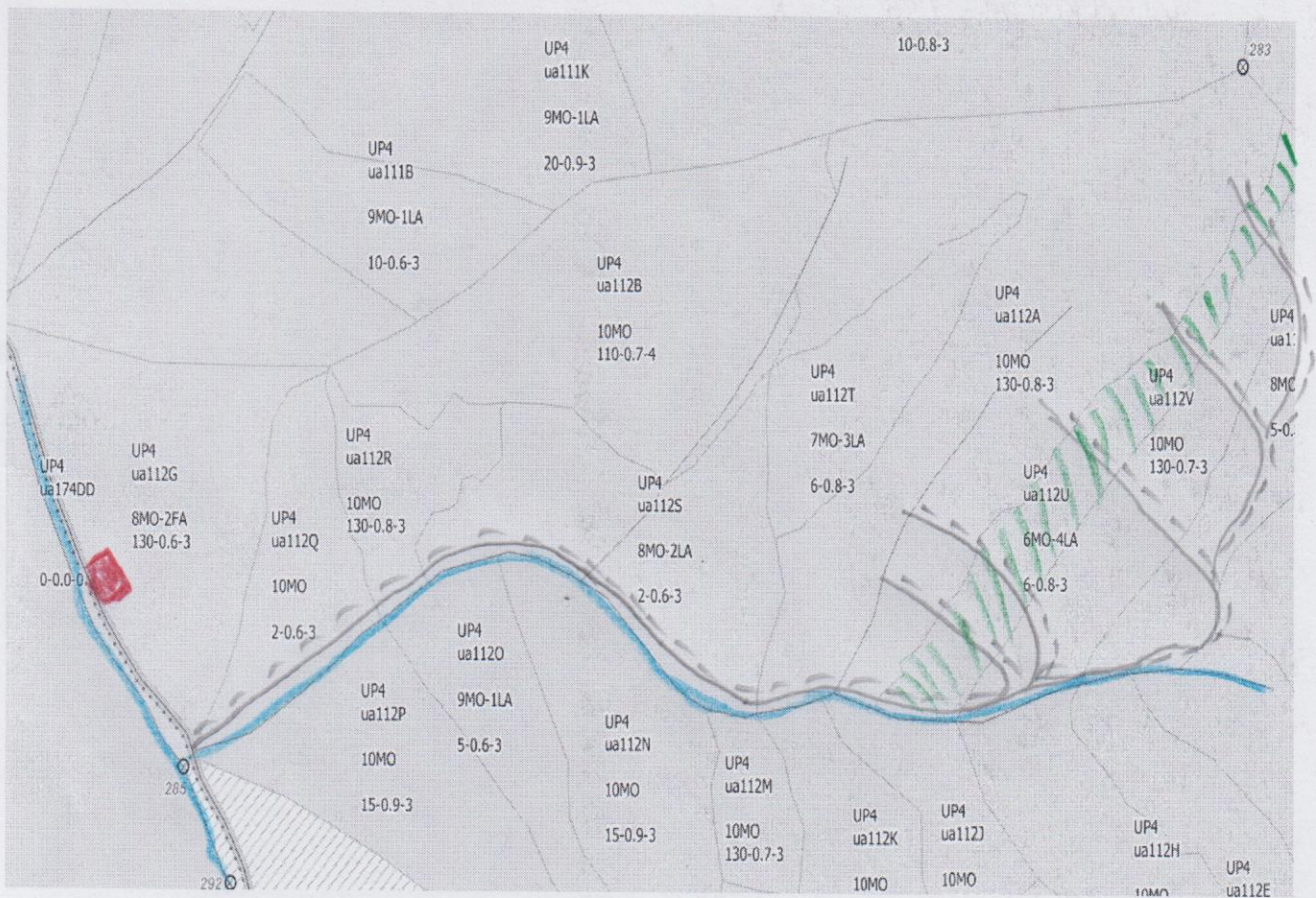 10-0.8-3
283
UP4
ua111K
9MO-1LA
20-0.9-3
UP4
ua111B
9MO-1LA
10-0.6-3
UP4
ua112B
10MO
110-0.7-4
UP4
ua112A
10MO
130-0.8-3
UP4
ua11
8MO
5-0.
UP4
ua112T
7MO-3LA
6-0.8-3
UP4
ua112V
10MO
130-0.7-3
UP4
ua174DD
0-0.0-0
UP4
ua112G
8MO-2FA
130-0.6-3
UP4
ua112R
10MO
130-0.8-3
UP4
ua112Q
10MO
2-0.6-3
UP4
ua112S
8MO-2LA
2-0.6-3
UP4
ua112U
6MO-4LA
6-0.8-3
UP4
ua112O
9MO-1LA
5-0.6-3
UP4
ua112P
10MO
15-0.9-3
UP4
ua112N
10MO
15-0.9-3
UP4
ua112M
10MO
130-0.7-3
UP4
ua112K
10MO
UP4
ua112J
10MO
UP4
ua112H
10MO
UP4
ua112E
285
292